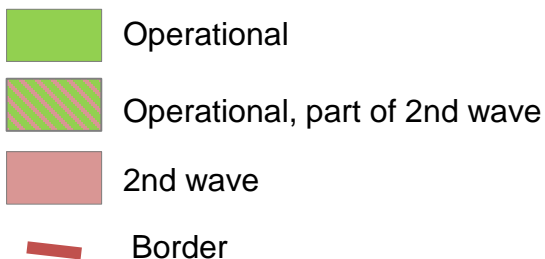 Operational
Operational, part of 2nd wave
2nd wave
Border